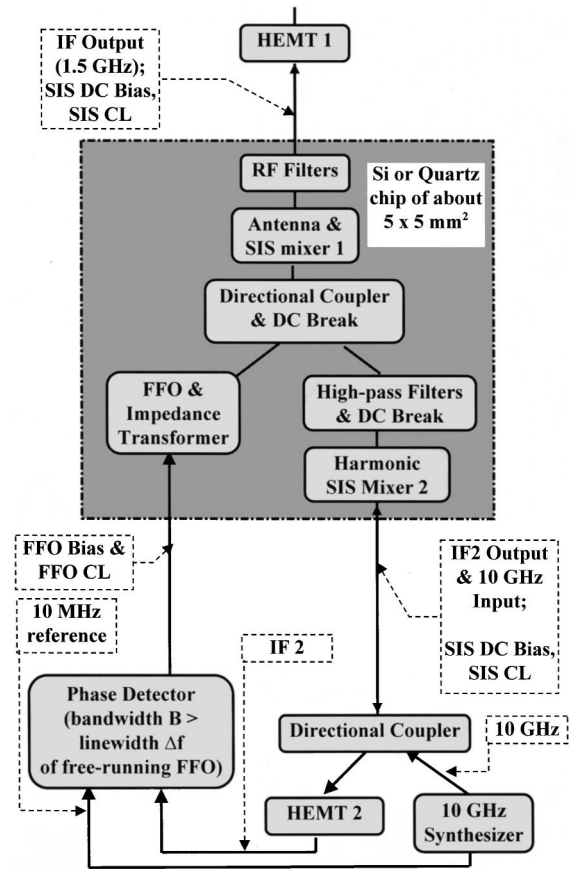 HEMT 1
IF Output
(1.5 GHz);
SIS DC Bias,
SIS CL
RF Filters
Si or Quartz
chip of about
5 x 5 mm²
Antenna &
SIS mixer 1
Directional Coupler
& DC Break
FFO &
Impedance
Transformer
High-pass Filters
& DC Break
Harmonic
SIS Mixer 2
FFO Bias &
FFO CL
IF2 Output
& 10 GHz
Input;
SIS DC Bias,
SIS CL
10 MHz
reference
IF 2
Phase Detector
(bandwidth B >
linewidth Δf
of free-running FFO)
Directional Coupler
10 GHz
HEMT 2
10 GHz
Synthesizer